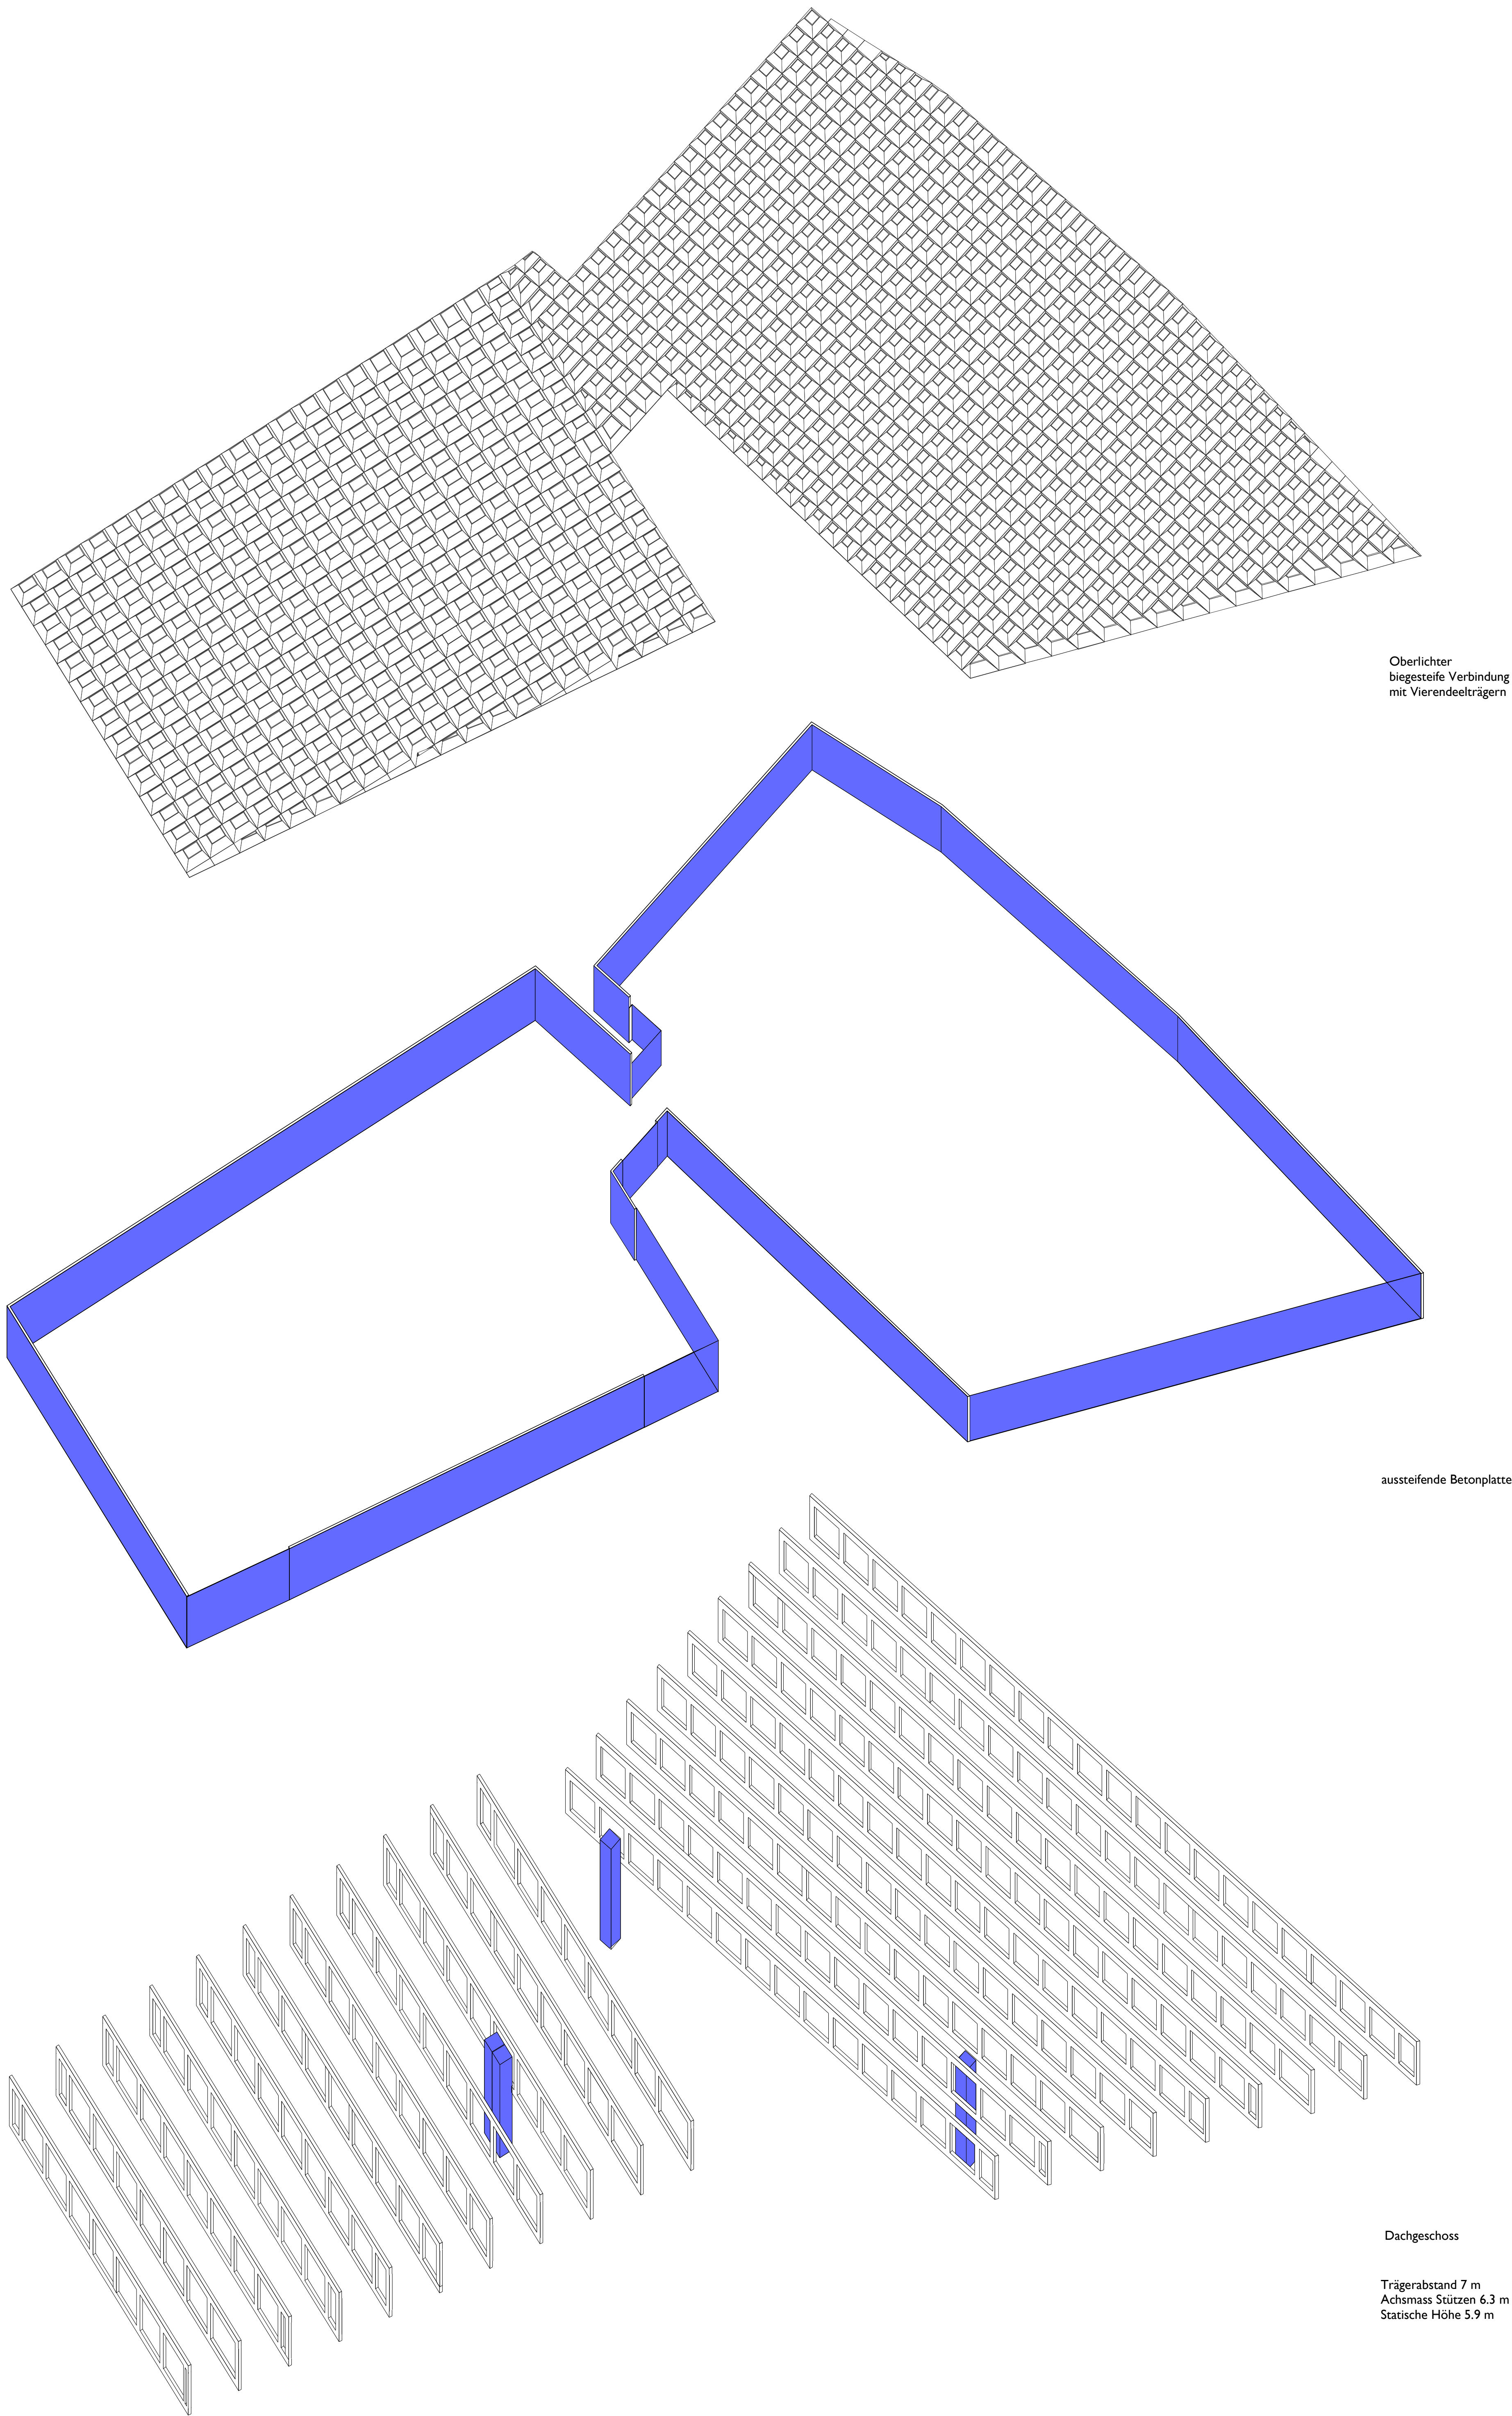 Oberlichter
biegesteife Verbindung
mit Vierendeelträgern
aussteifende Betonplatte
Dachgeschoss
Trägerabstand 7 m
Achsmass Stützen 6.3 m
Statische Höhe 5.9 m